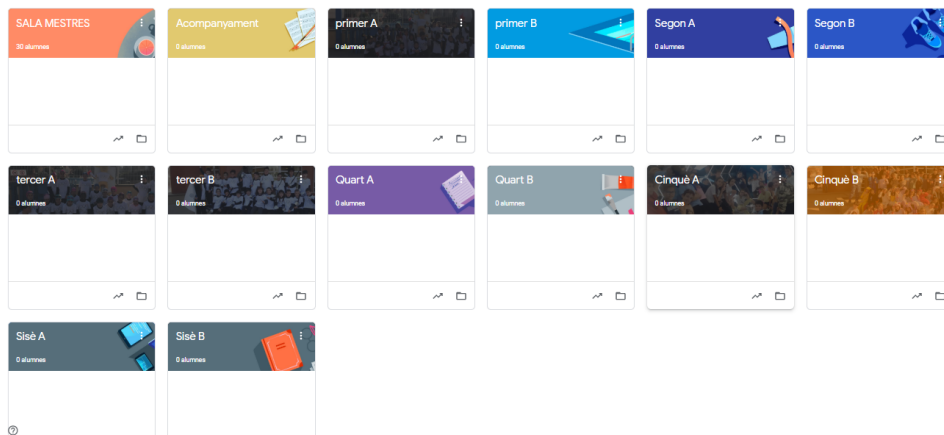 SALA MESTRES
30 alumnes
Acompanyament
0 alumnes
primer A
0 alumnes
primer B
0 alumnes
Segon A
0 alumnes
Segon B
0 alumnes
tercer A
0 alumnes
tercer B
0 alumnes
Quart A
0 alumnes
Quart B
0 alumnes
Cinquè A
0 alumnes
Cinquè B
0 alumnes
Sisè A
0 alumnes
Sisè B
0 alumnes